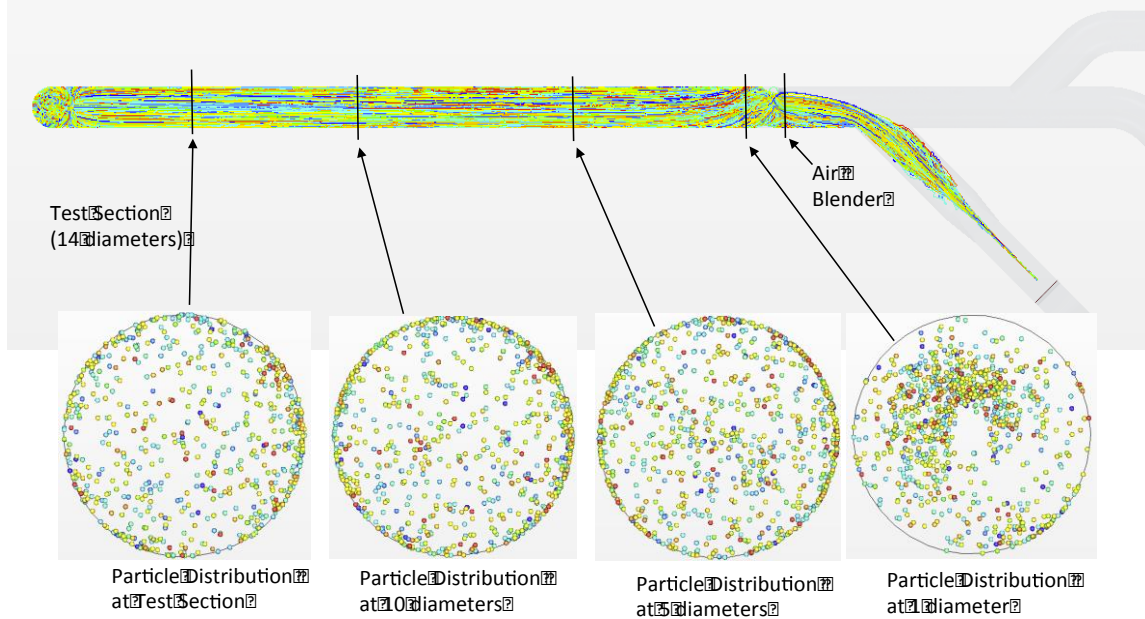 Air
Blender
Test Section
(14 diameters)
Particle Distribution
at Test Section
Particle Distribution
at 10 diameters
Particle Distribution
at 5 diameters
Particle Distribution
at 1 diameter